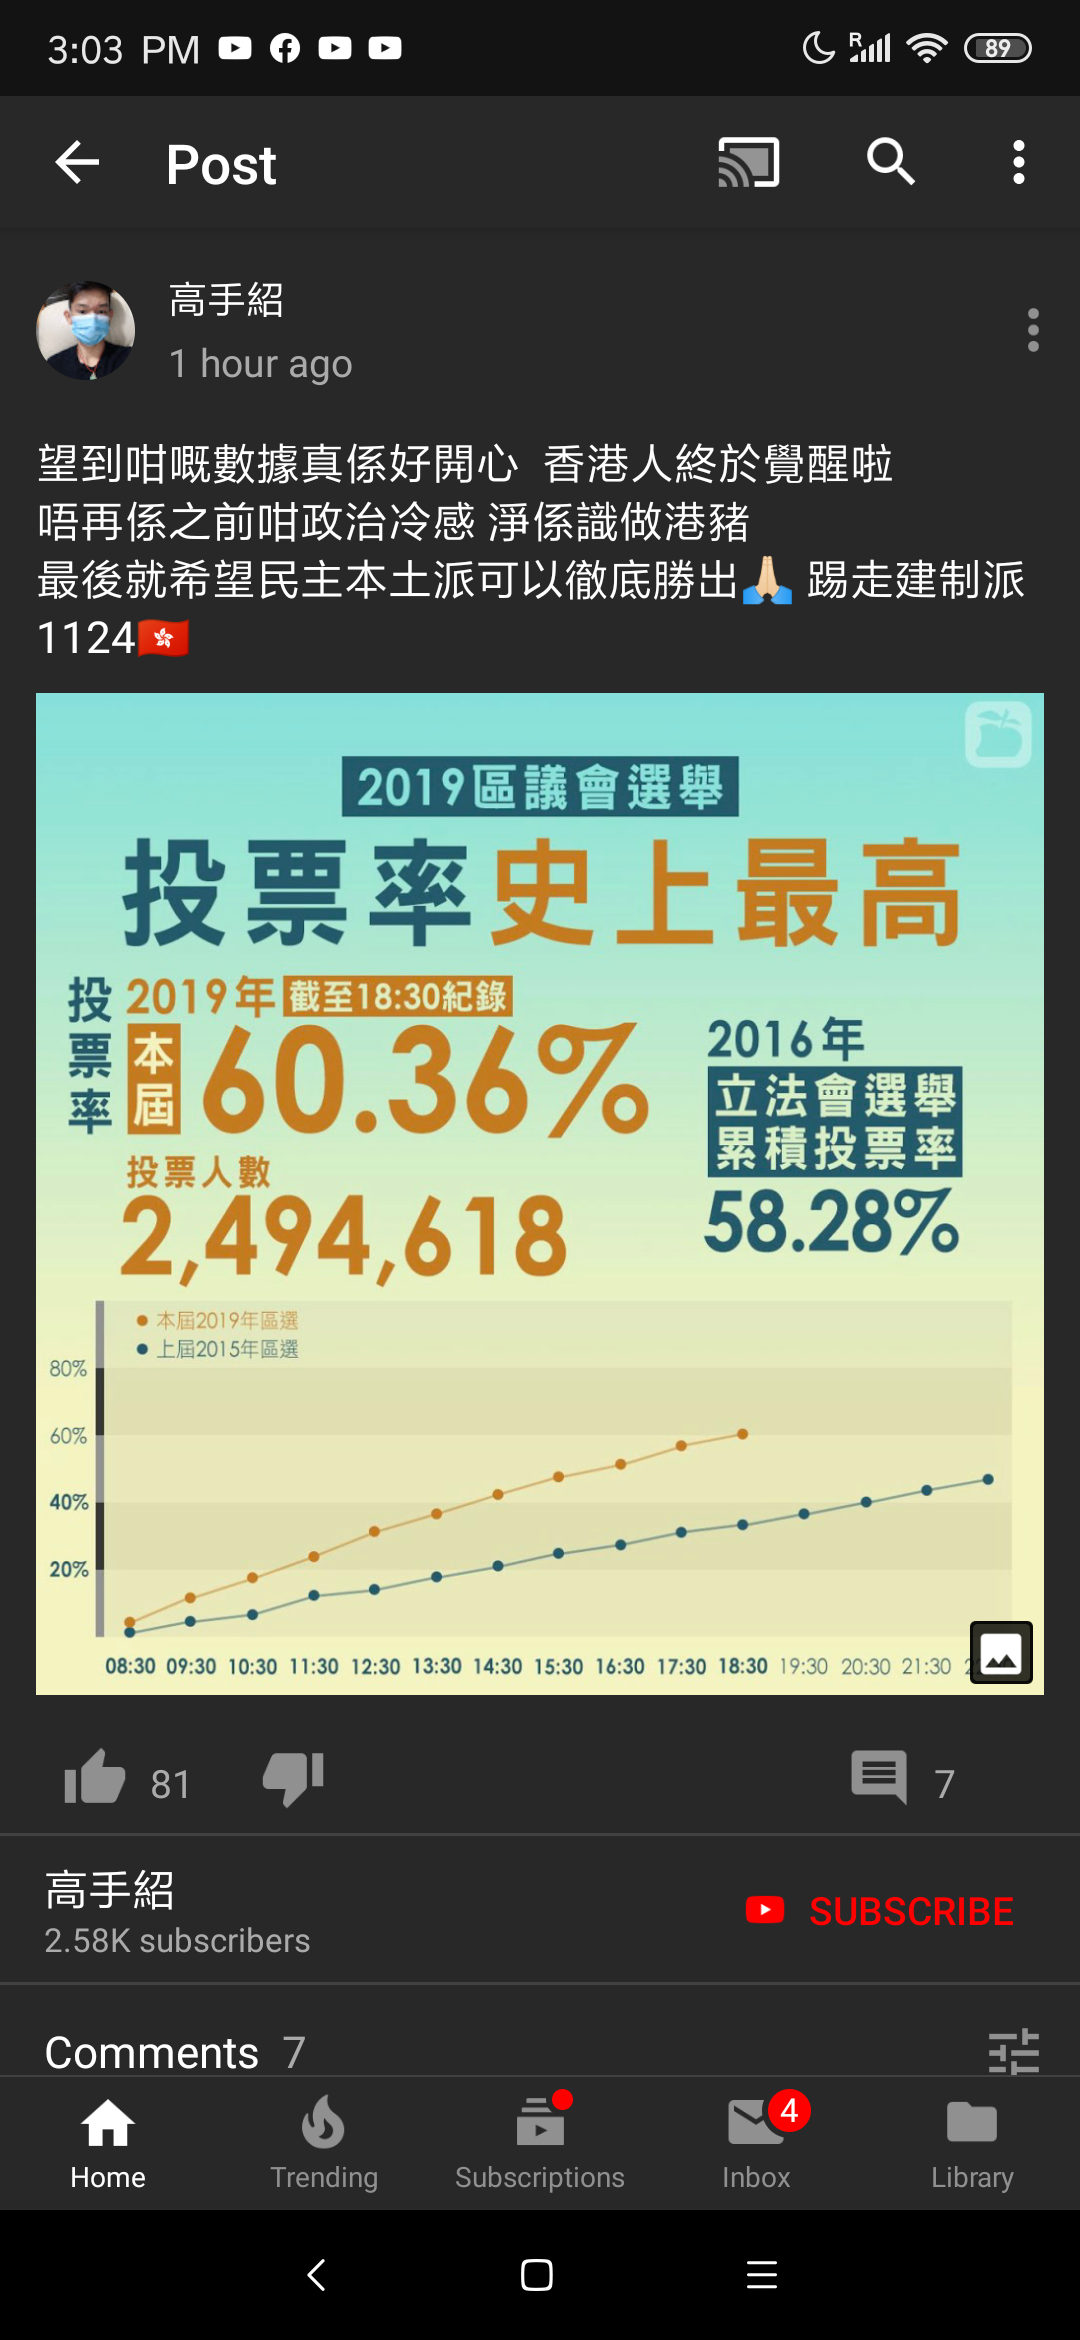 3:03 PM
R
89
Post
高手紹
1 hour ago
望到咁嘅數據真係好開心 香港人終於覺醒啦
唔再係之前咁政治冷感 淨係識做港豬
最後就希望民主本土派可以徹底勝出🙏🏻 踢走建制派
1124🇭🇰
2019區議會選舉
投票率史上最高
投票率
2019年 截至18:30紀錄
本屆 60.36%
投票人數
2,494,618
2016年
立法會選舉
累積投票率
58.28%
本屆2019年區選
上屆2015年區選
80%
60%
40%
20%
08:30 09:30 10:30 11:30 12:30 13:30 14:30 15:30 16:30 17:30 18:30 19:30 20:30 21:30
81
7
高手紹
2.58K subscribers
SUBSCRIBE
Comments 7
4
Home Trending Subscriptions Inbox Library